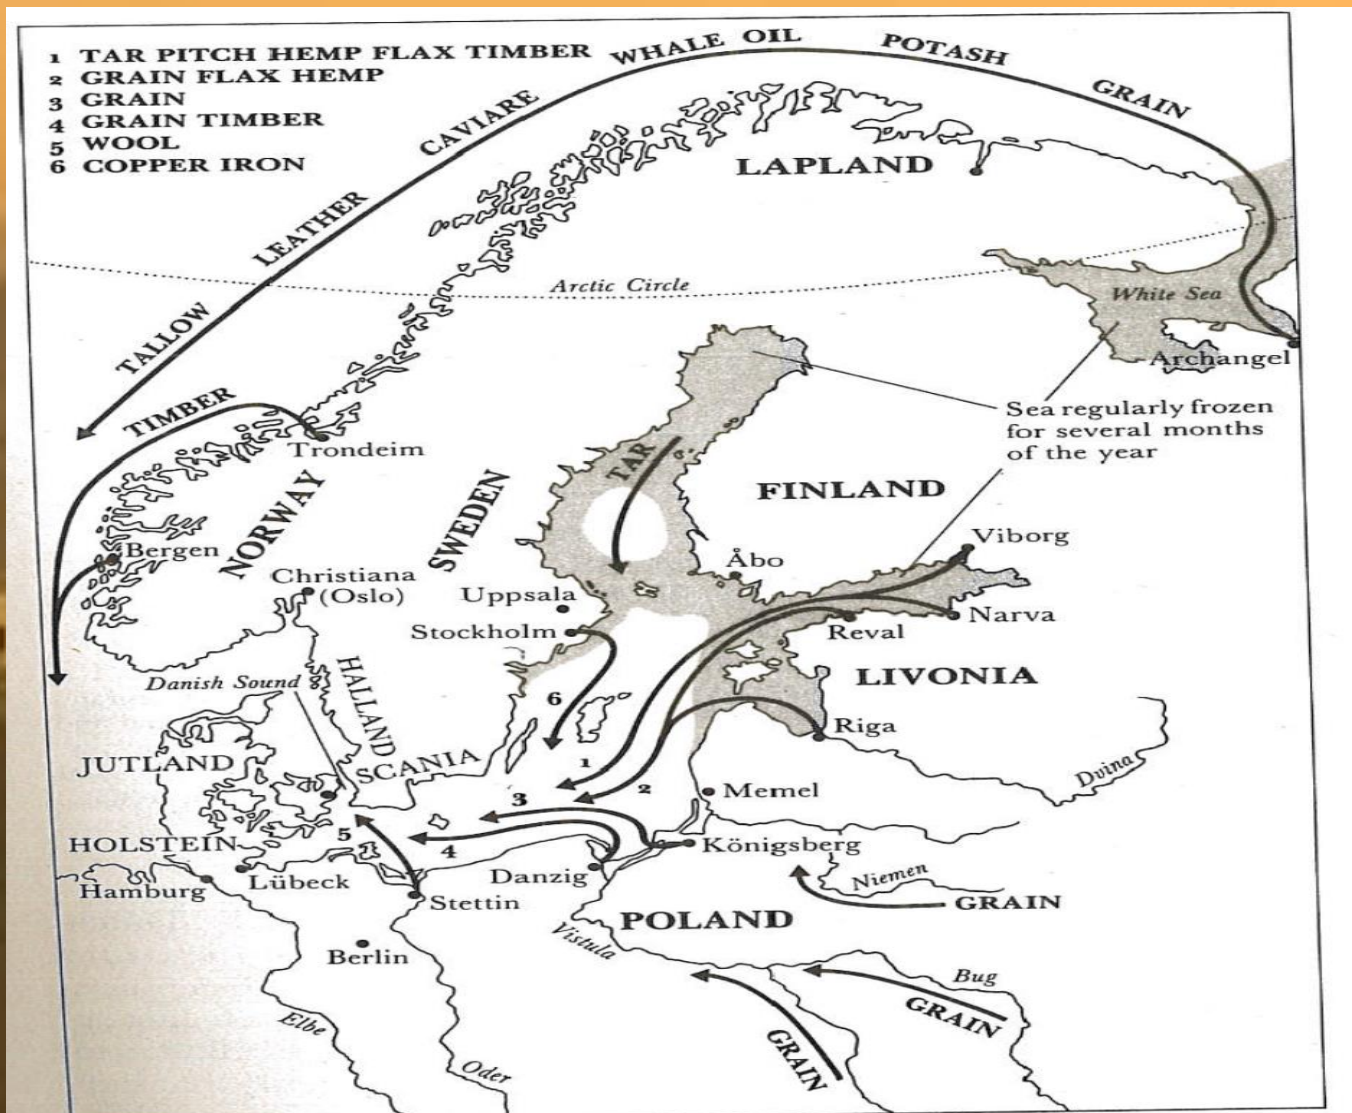 1 TAR PITCH HEMP FLAX TIMBER
2 GRAIN FLAX HEMP
3 GRAIN
4 GRAIN TIMBER
5 WOOL
6 COPPER IRON
TALLOW LEATHER CAVIARE WHALE OIL POTASH GRAIN
LAPLAND
Arctic Circle
White Sea
Archangel
TIMBER
Trondeim
Sea regularly frozen
for several months
of the year
TAR
NORWAY
SWEDEN
FINLAND
Bergen
Viborg
Christiana
(Oslo)
Uppsala
Åbo
Stockholm
Reval
Narva
Danish Sound
HALLAND
LIVONIA
6
Riga
JUTLAND
SCANIA
1
2
3
Dvina
Memel
HOLSTEIN
5
4
Königsberg
Hamburg
Lübeck
Danzig
Niemen
Stettin
GRAIN
POLAND
Berlin
Vistula
Bug
GRAIN
Elbe
GRAIN
Oder